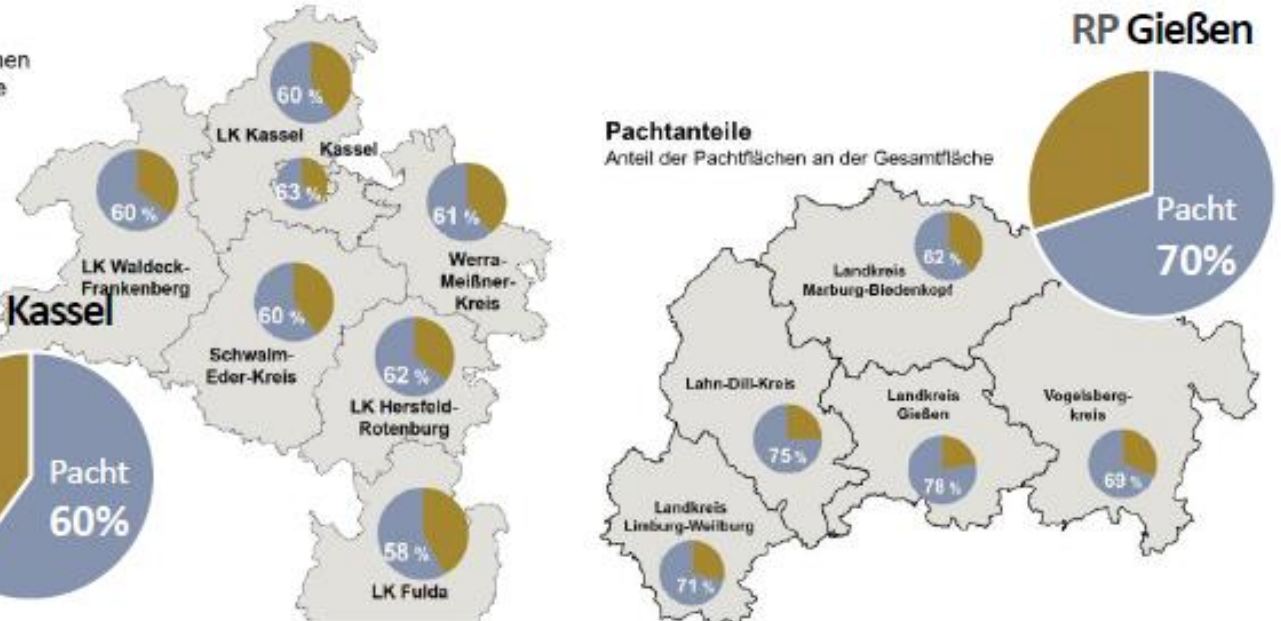 60 %
LK Kassel
Kassel
63 %
60 %
61 %
LK Waldeck-
Frankenberg
Werra-
Meißner-
Kreis
Kassel
60 %
Schwalm-
Eder-Kreis
62 %
LK Hersfeld-
Rotenburg
Pacht
60%
58 %
LK Fulda
RP Gießen
Pachtanteile
Anteil der Pachtflächen an der Gesamtfläche
Pacht
70%
62 %
Landkreis
Marburg-Biedenkopf
Lahn-Dill-Kreis
75 %
Landkreis
Gießen
78 %
Vogelsberg-
kreis
69 %
Landkreis
Limburg-Weilburg
71 %